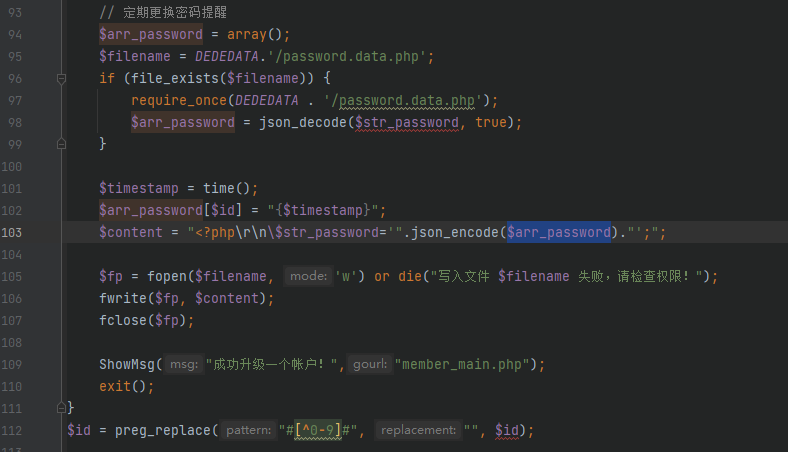 93 // 定期更换密码提醒
94 $arr_password = array();
95 $filename = DEDEDATA.'/password.data.php';
96 if (file_exists($filename)) {
97 require_once(DEDEDATA . '/password.data.php');
98 $arr_password = json_decode($str_password, true);
99 }
100
101 $timestamp = time();
102 $arr_password[$id] = "{$timestamp}";
103 $content = "<?php\r\n\$str_password='".json_encode($arr_password)."';";
104
105 $fp = fopen($filename, mode: 'w') or die("写入文件 $filename 失败，请检查权限！");
106 fwrite($fp, $content);
107 fclose($fp);
108
109 ShowMsg( msg: "成功升级一个帐户！", gourl: "member_main.php");
110 exit();
111 }
112 $id = preg_replace( pattern: "#[^0-9]#", replacement: "", $id);